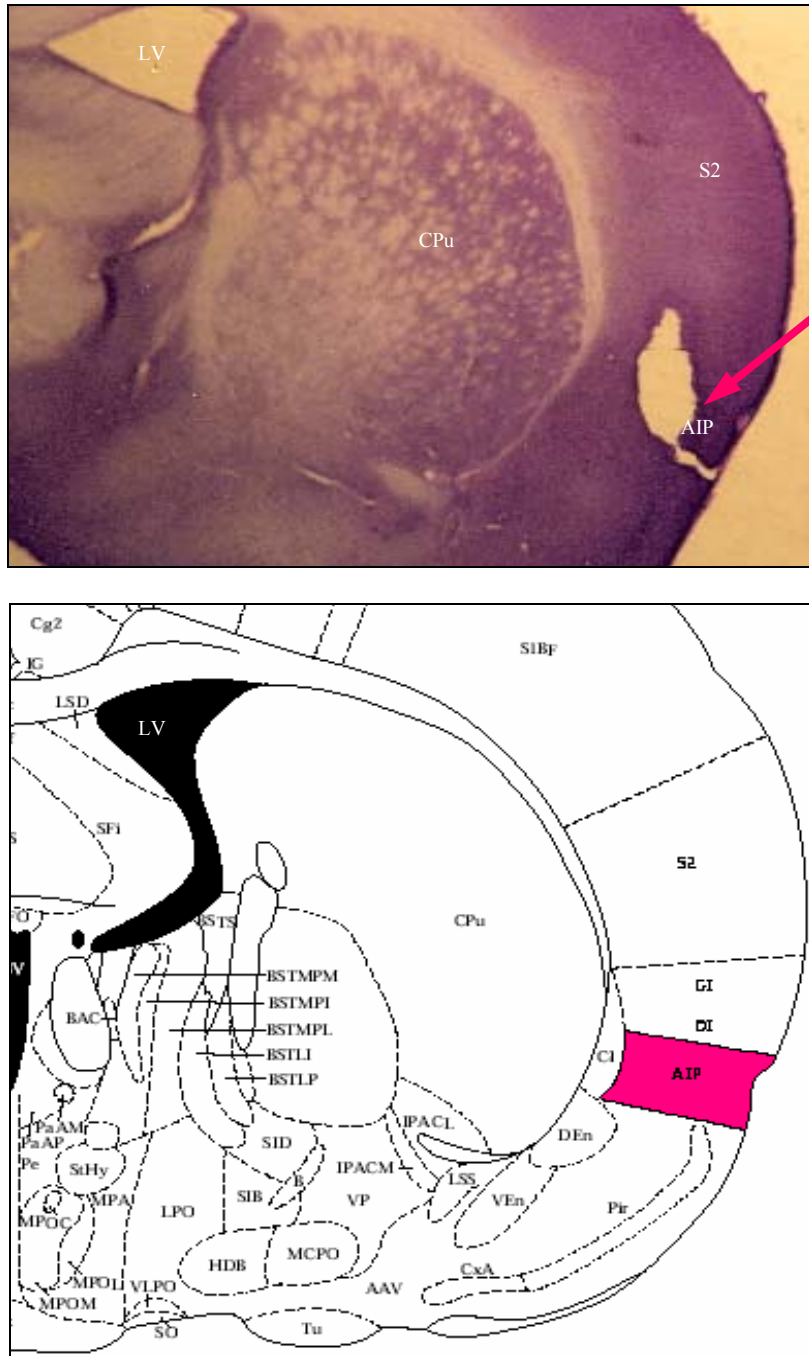 LV
S2
CPu
AIP
Cg2
IG
S1BF
LSD
LV
SFi
S2
CPu
BSTS
GI
BSTMPM
DI
BSTMPI
BAC
BSTMPL
Cl
BSTLI
AIP
BSTLP
PaAM
IPACL
PaAP
DEn
SID
Pe
StHy
IPACM
B
LSS
MPA
SIB
VP
VEn
Pir
LPO
MPOC
MCPO
HDB
CxA
MPOL
VLPO
AAV
MPOM
SO
Tu